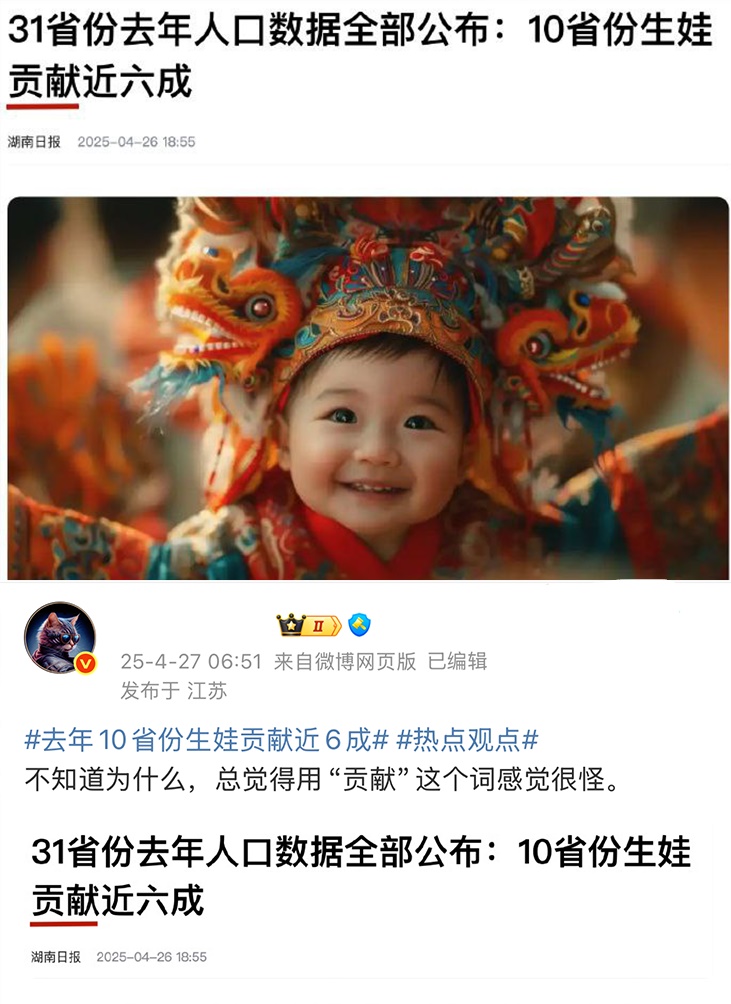 31省份去年人口数据全部公布：10省份生娃
贡献近六成
湖南日报 2025-04-26 18:55
II
V
25-4-27 06:51 来自微博网页版 已编辑
发布于 江苏
#去年10省份生娃贡献近6成# #热点观点#
不知道为什么，总觉得用“贡献”这个词感觉很怪。
31省份去年人口数据全部公布：10省份生娃
贡献近六成
湖南日报 2025-04-26 18:55